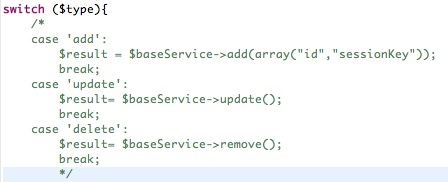 switch ($type){
/*
case 'add':
$result = $baseService->add(array("id","sessionKey"));
break;
case 'update':
$result= $baseService->update();
break;
case 'delete':
$result= $baseService->remove();
break;
*/